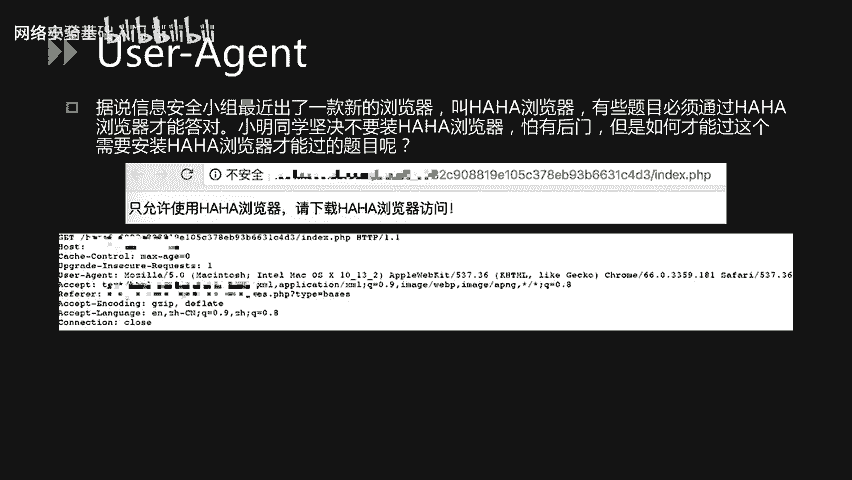 网络安全基础入门
bilibili
User-Agent
据说信息安全小组最近出了一款新的浏览器，叫HAHA浏览器，有些题目必须通过HAHA
浏览器才能答对。小明同学坚决不要装HAHA浏览器，怕有后门，但是如何才能过这个
需要安装HAHA浏览器才能过的题目呢？
不安全 82c908819e105c378eb93b6631c4d3/index.php
只允许使用HAHA浏览器，请下载HAHA浏览器访问！
GET 819e105c378eb93b6631c4d3/index.php HTTP/1.1
Host:
Cache-Control: max-age=0
Upgrade-Insecure-Requests: 1
User-Agent: Mozilla/5.0 (Macintosh; Intel Mac OS X 10_13_2) AppleWebKit/537.36 (KHTML, like Gecko) Chrome/66.0.3359.181 Safari/537.36
Accept: xml,application/xml;q=0.9,image/webp,image/apng,*/*;q=0.8
Referer: es.php?type=bases
Accept-Encoding: gzip, deflate
Accept-Language: en,zh-CN;q=0.9,zh;q=0.8
Connection: close